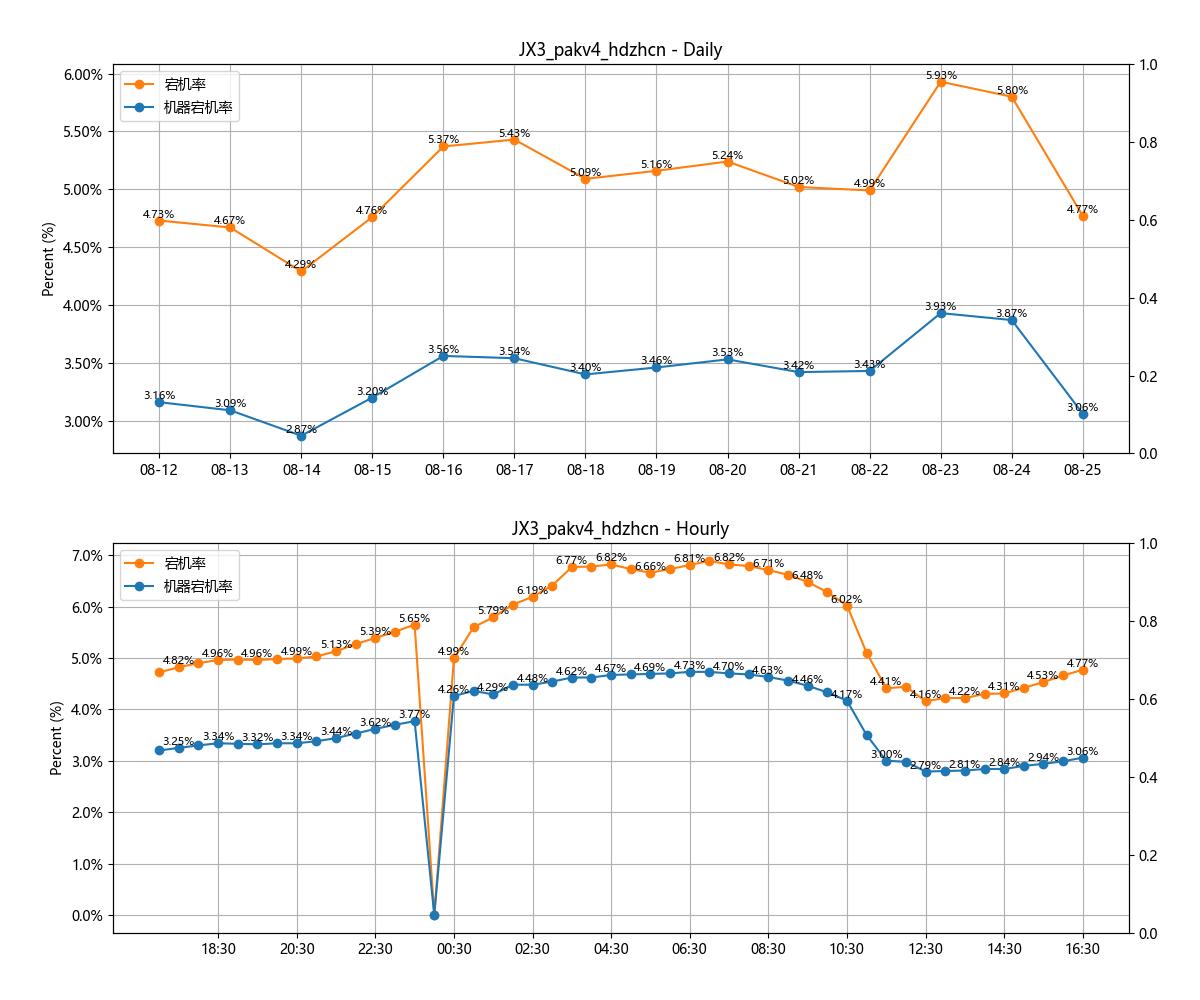 JX3_pakv4_hdzhcn - Daily
宕机率
机器宕机率
Percent (%)
6.00%
5.50%
5.00%
4.50%
4.00%
3.50%
3.00%
1.0
0.8
0.6
0.4
0.2
0.0
4.73% 4.67% 4.29% 4.76% 5.37% 5.43% 5.09% 5.16% 5.24% 5.02% 4.99% 5.93% 5.80% 4.77%
3.16% 3.09% 2.87% 3.20% 3.56% 3.54% 3.40% 3.46% 3.53% 3.42% 3.43% 3.93% 3.87% 3.06%
08-12 08-13 08-14 08-15 08-16 08-17 08-18 08-19 08-20 08-21 08-22 08-23 08-24 08-25
JX3_pakv4_hdzhcn - Hourly
宕机率
机器宕机率
Percent (%)
7.0%
6.0%
5.0%
4.0%
3.0%
2.0%
1.0%
0.0%
1.0
0.8
0.6
0.4
0.2
0.0
4.82% 4.96% 4.96% 4.99% 5.13% 5.39% 5.65% 4.99% 5.79% 6.19% 6.77% 6.82% 6.66% 6.81% 6.82% 6.71% 6.48% 6.02% 4.41% 4.16% 4.22% 4.31% 4.53% 4.77%
3.25% 3.34% 3.32% 3.34% 3.44% 3.62% 3.77% 4.26% 4.29% 4.48% 4.62% 4.67% 4.69% 4.73% 4.70% 4.63% 4.46% 4.17% 3.00% 2.79% 2.81% 2.84% 2.94% 3.06%
18:30 20:30 22:30 00:30 02:30 04:30 06:30 08:30 10:30 12:30 14:30 16:30